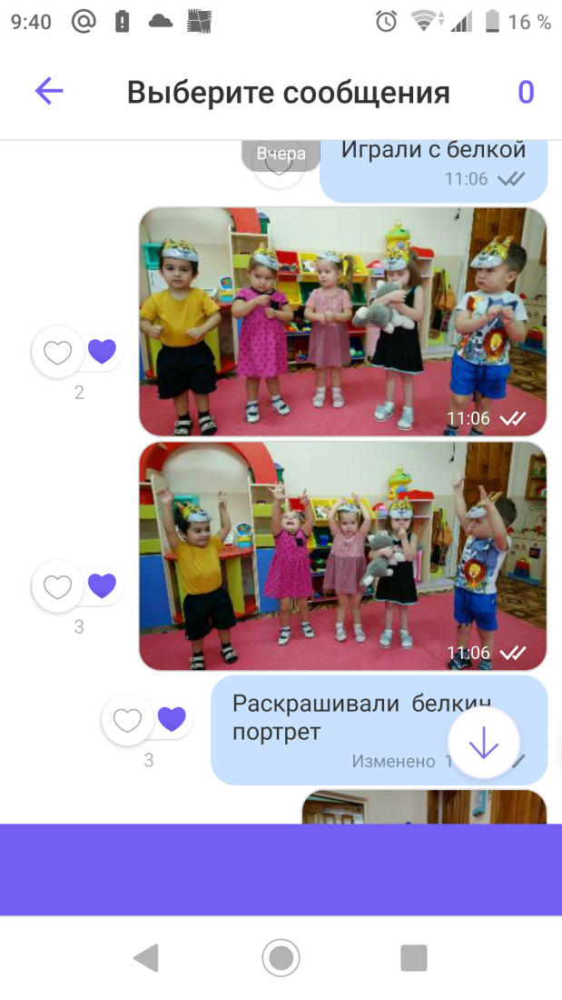 9:40
16 %
Выберите сообщения
0
Вчера
Играли с белкой
11:06
2
11:06
3
11:06
Раскрашивали белкин
портрет
3
Изменено